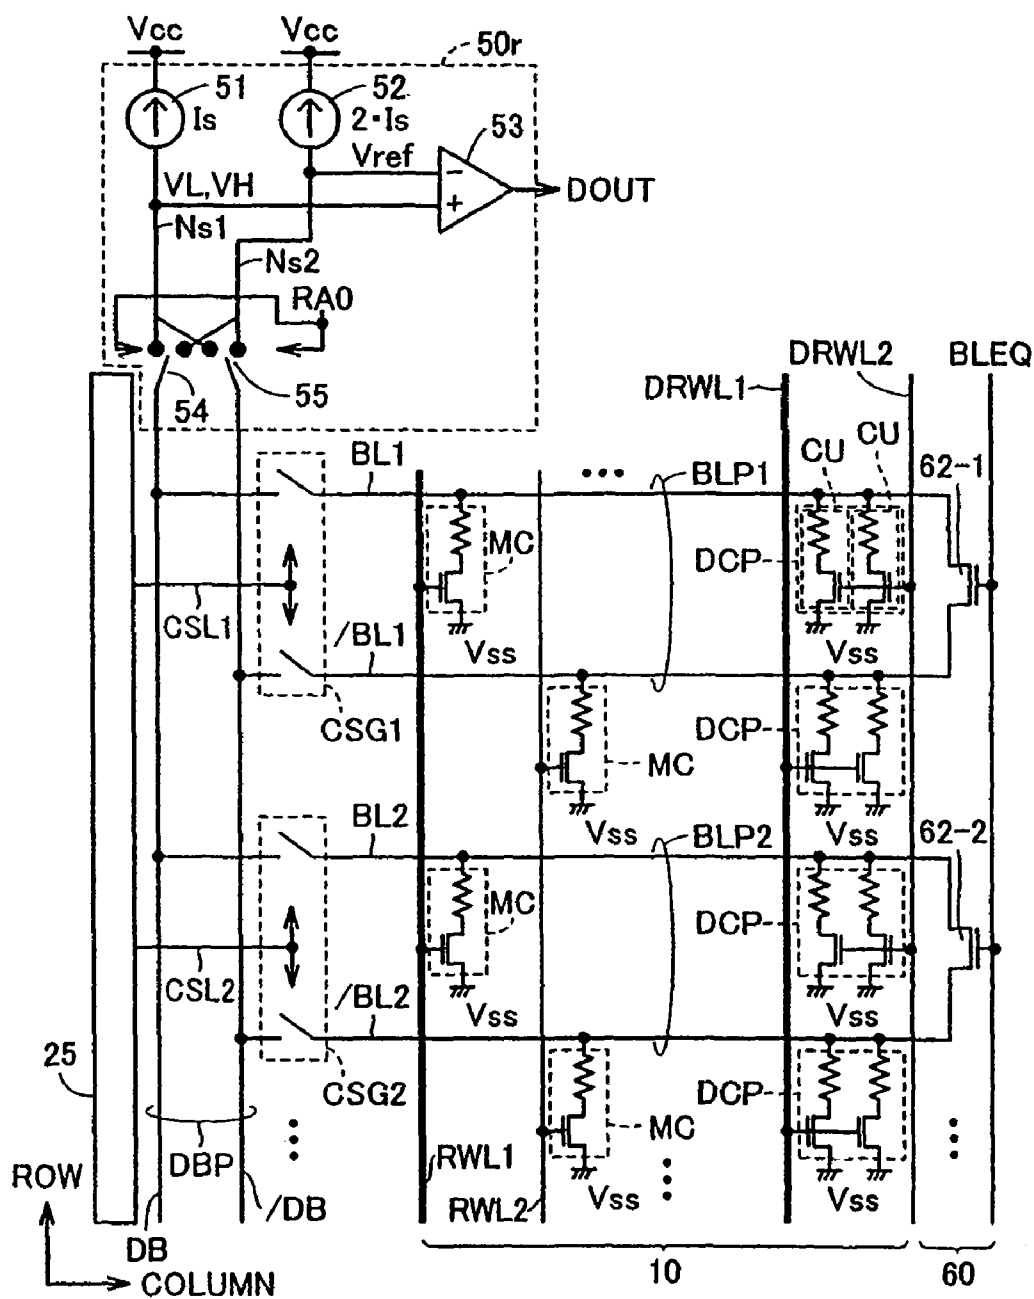 Vcc Vcc
50r
51 52
Is 2·Is
53
Vref
VL,VH
−
+
DOUT
Ns1
Ns2
RA0
54 55
DRWL1 DRWL2 BLEQ
BL1 ••• BLP1 CU CU 62-1
MC DCP
CSL1 /BL1 Vss Vss
CSG1 MC DCP
BL2 Vss BLP2 Vss 62-2
MC DCP
CSL2 /BL2 Vss Vss
25 CSG2 MC DCP
DBP RWL1 Vss Vss
ROW /DB RWL2
DB
COLUMN 10 60